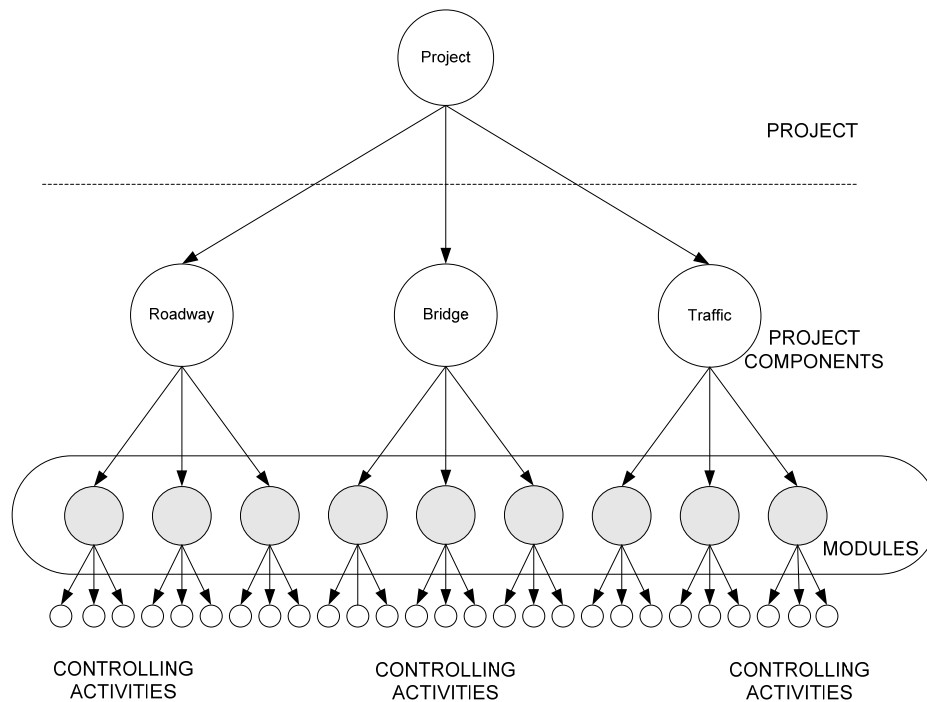 Project
PROJECT
Roadway
Bridge
Traffic
PROJECT
COMPONENTS
MODULES
CONTROLLING
ACTIVITIES
CONTROLLING
ACTIVITIES
CONTROLLING
ACTIVITIES